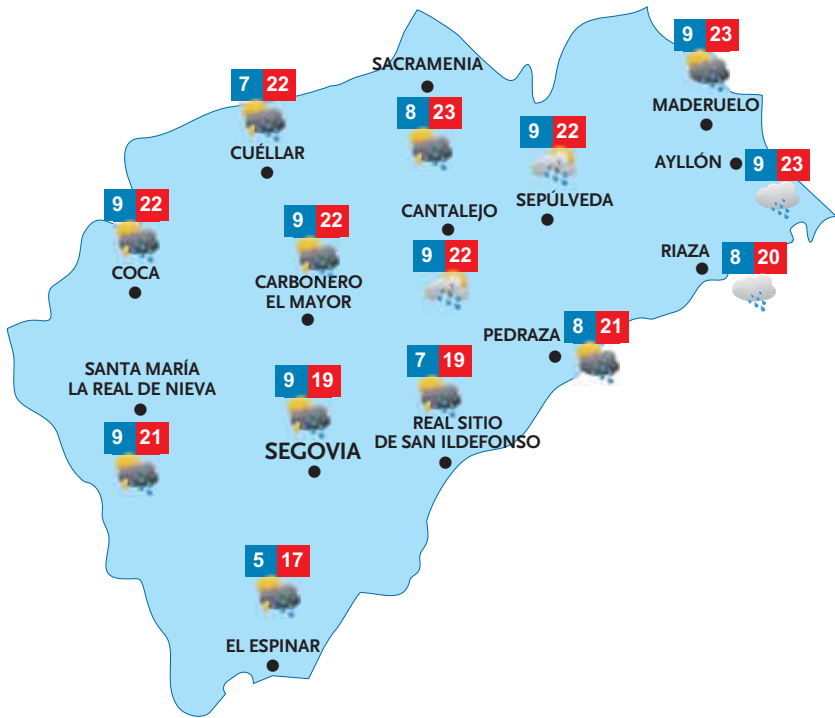 9 23
SACRAMENIA
7 22
MADERUELO
8 23
9 22
CUÉLLAR
AYLLÓN
9 23
9 22
SEPÚLVEDA
CANTALEJO
9 22
COCA
9 22
RIAZA
8 20
CARBONERO
EL MAYOR
PEDRAZA
8 21
SANTA MARÍA
LA REAL DE NIEVA
9 19
7 19
REAL SITIO
DE SAN ILDEFONSO
9 21
SEGOVIA
5 17
EL ESPINAR